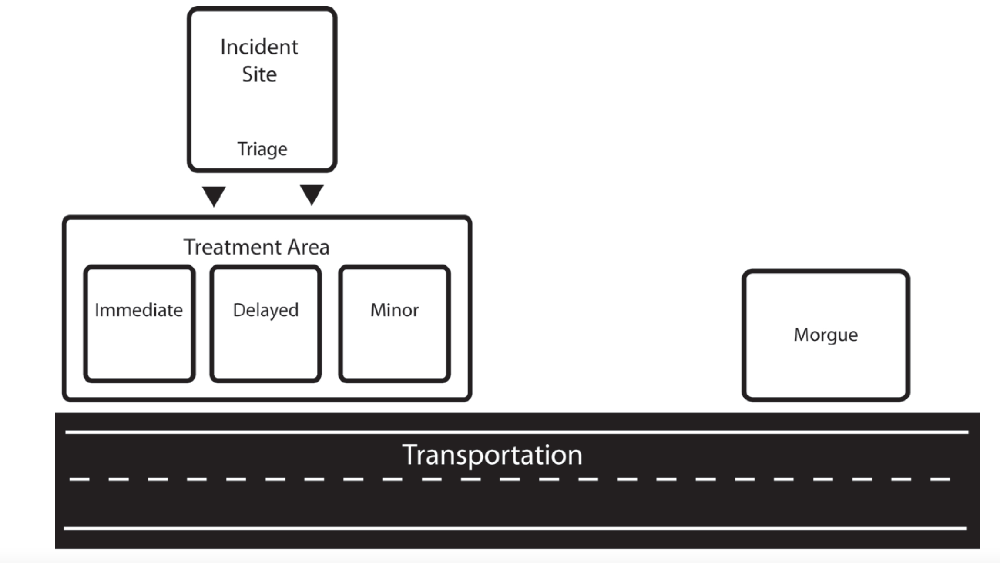 Incident
Site
Triage
Treatment Area
Immediate
Delayed
Minor
Morgue
Transportation